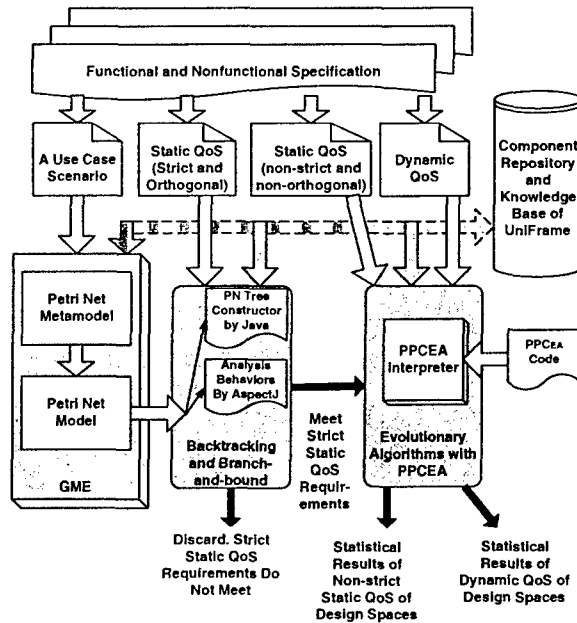 Functional and Nonfunctional Specification
A Use Case
Scenario
Static QoS
(Strict and
Orthogonal)
Static QoS
(non-strict and
non-orthogonal)
Dynamic
QoS
Component
Repository
and
Knowledge
Base of
UniFrame
Petri Net
Metamodel
Petri Net
Model
GME
PN Tree
Constructor
by Java
Analysis
Behaviors
By AspectJ
Backtracking
and Branch-
and-bound
Meet
Strict
Static
QoS
Require-
ments
PPCEA
Interpreter
Evolutionary
Algorithms with
PPCEA
PPCEA
Code
Discard. Strict
Static QoS
Requirements Do
Not Meet
Statistical
Results of
Non-strict
Static QoS of
Design Spaces
Statistical
Results of
Dynamic QoS of
Design Spaces